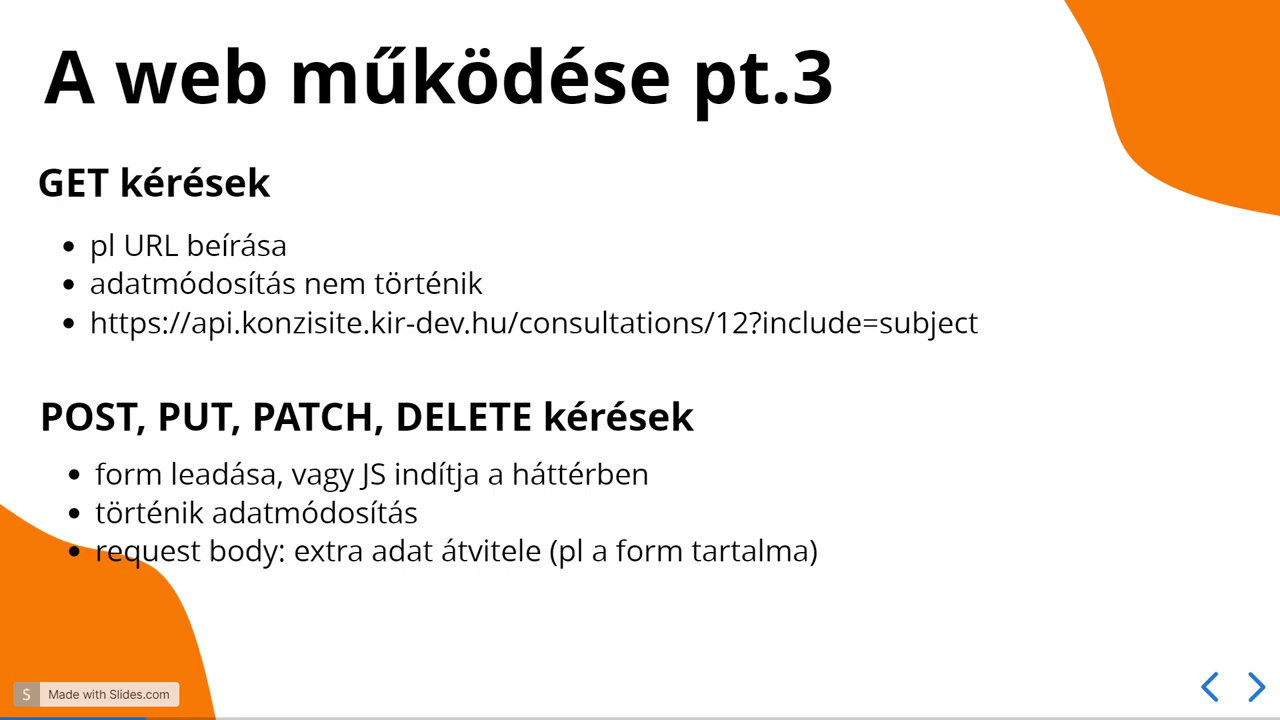 A web működése pt.3
GET kérések
pl URL beírása
adatmódosítás nem történik
https://api.konzisite.kir-dev.hu/consultations/12?include=subject
POST, PUT, PATCH, DELETE kérések
form leadása, vagy JS indítja a háttérben
történik adatmódosítás
request body: extra adat átvitele (pl a form tartalma)
S Made with Slides.com